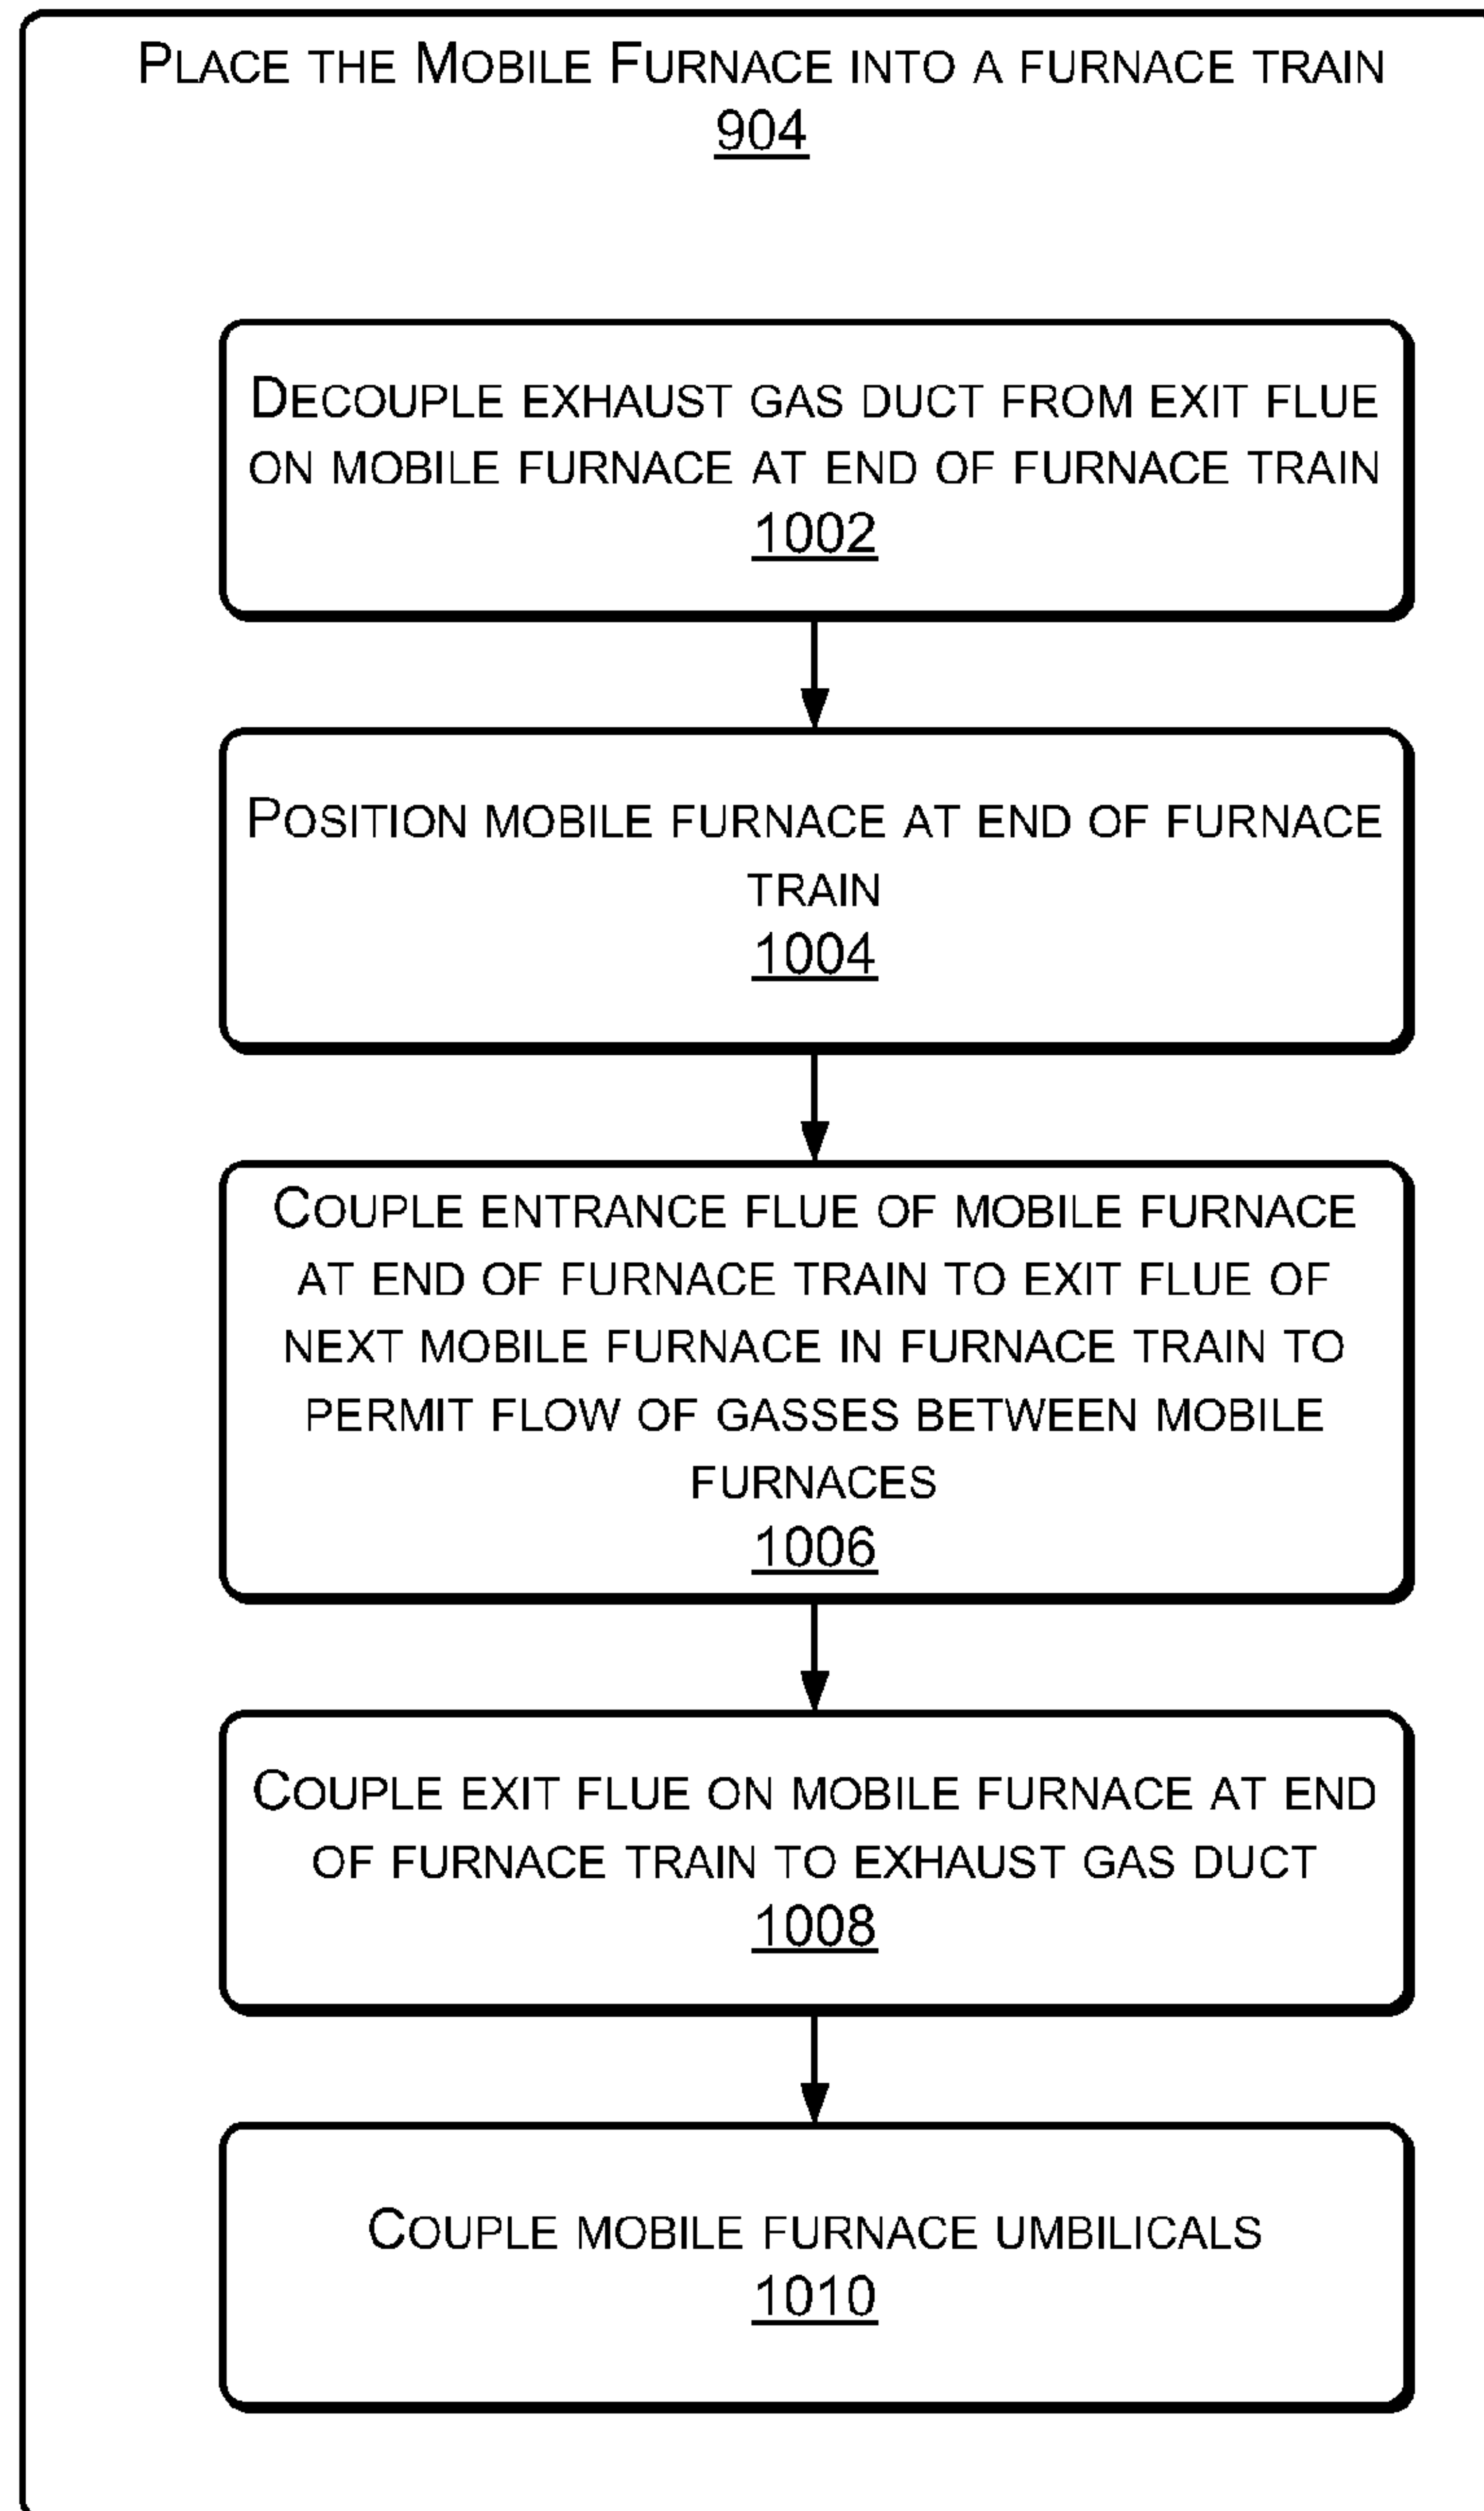 PLACE THE MOBILE FURNACE INTO A FURNACE TRAIN
904
DECOUPLE EXHAUST GAS DUCT FROM EXIT FLUE
ON MOBILE FURNACE AT END OF FURNACE TRAIN
1002
POSITION MOBILE FURNACE AT END OF FURNACE
TRAIN
1004
COUPLE ENTRANCE FLUE OF MOBILE FURNACE
AT END OF FURNACE TRAIN TO EXIT FLUE OF
NEXT MOBILE FURNACE IN FURNACE TRAIN TO
PERMIT FLOW OF GASSES BETWEEN MOBILE
FURNACES
1006
COUPLE EXIT FLUE ON MOBILE FURNACE AT END
OF FURNACE TRAIN TO EXHAUST GAS DUCT
1008
COUPLE MOBILE FURNACE UMBILICALS
1010